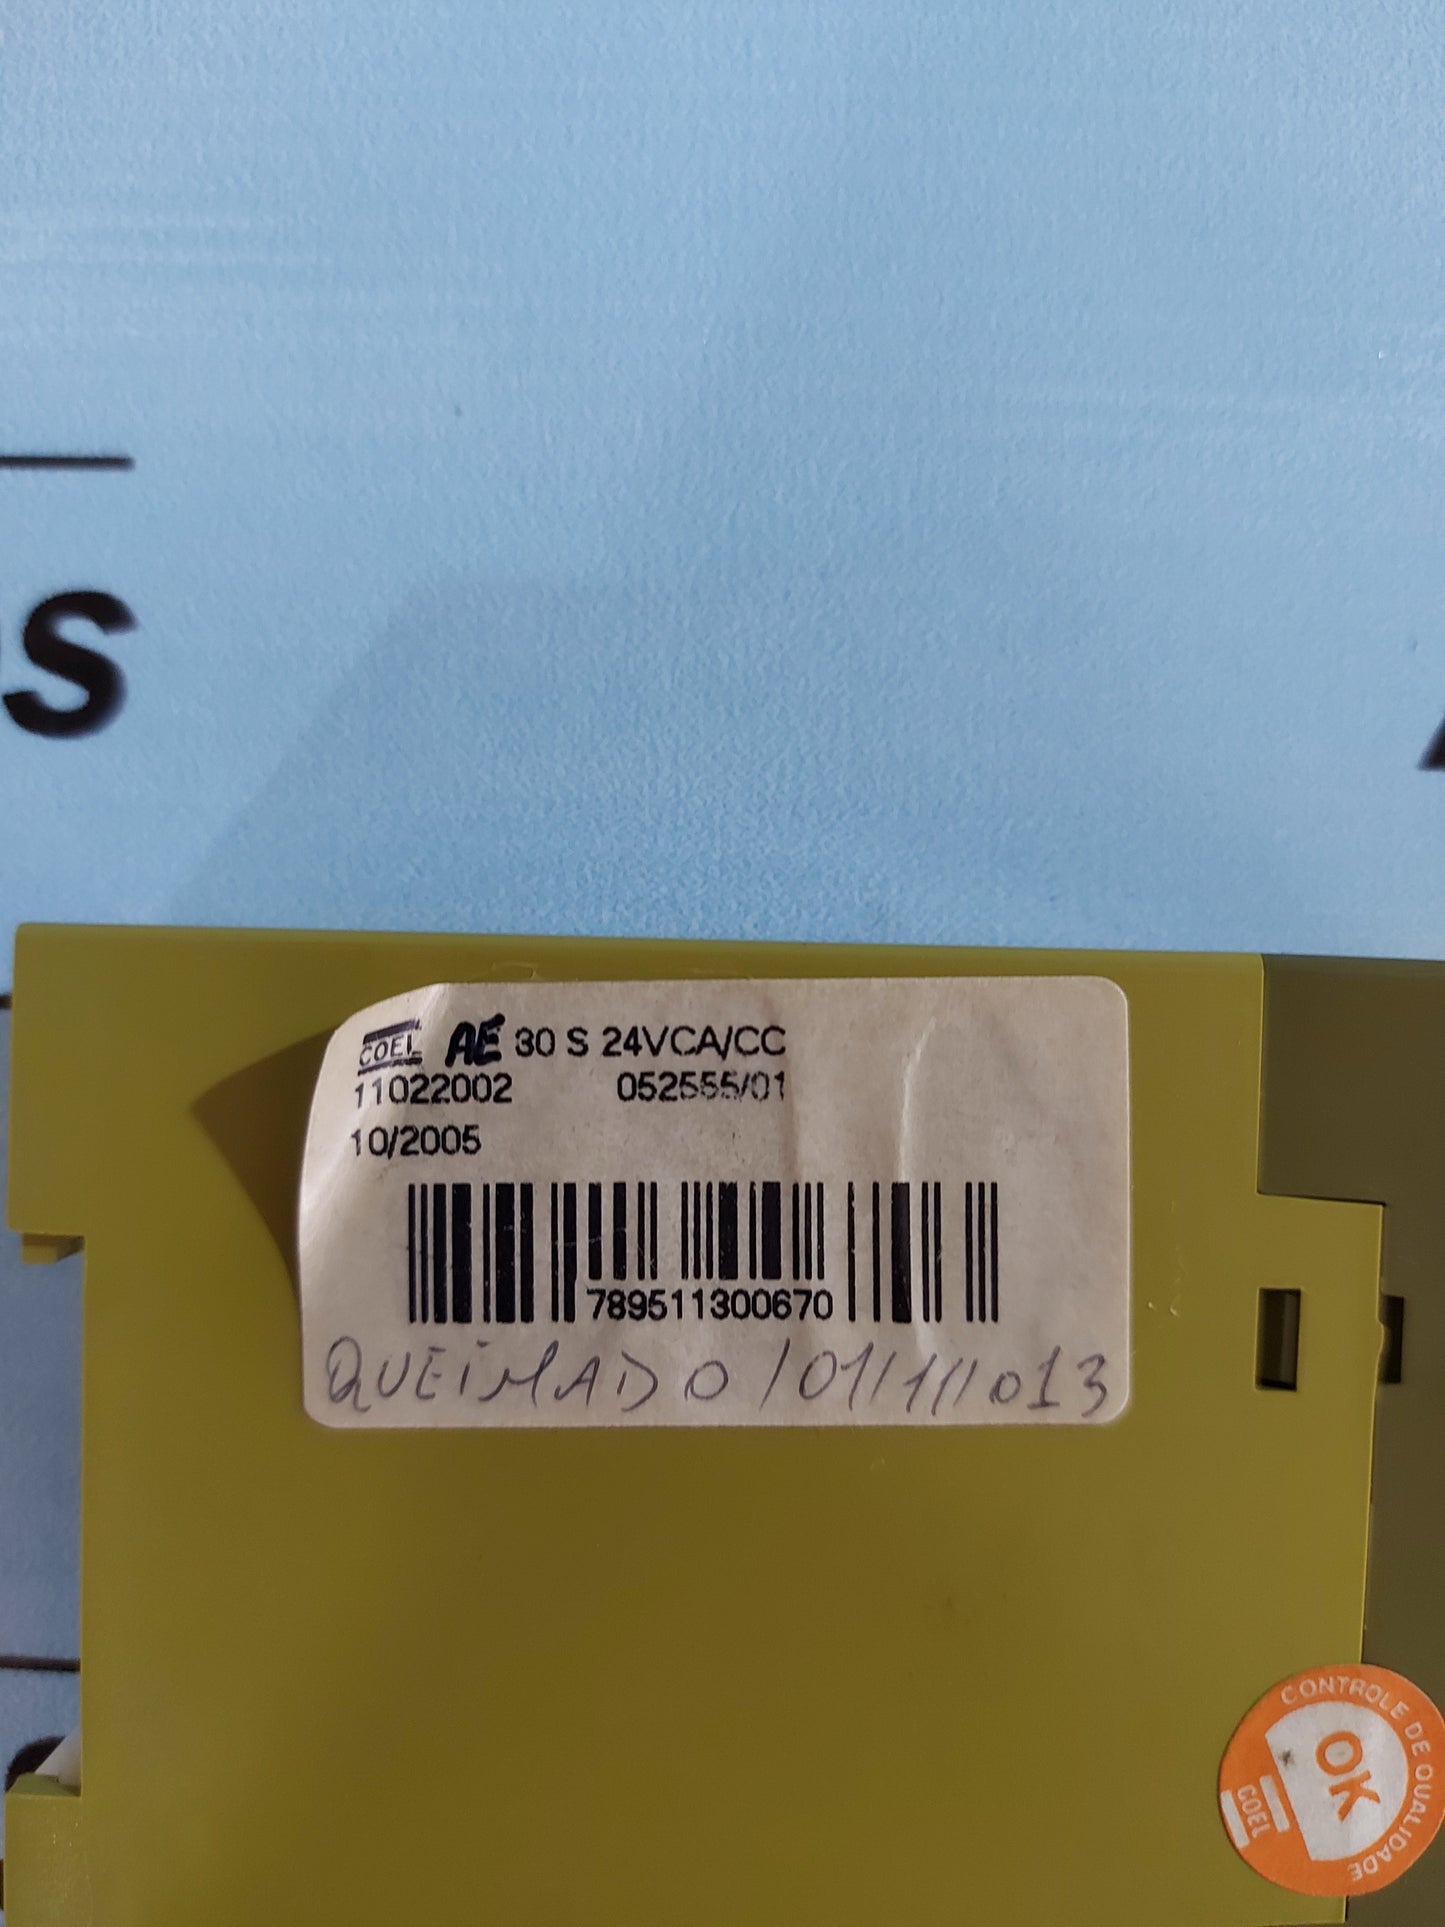 S
COEL AE 30 S 24VCA/CC
11022002 052555/01
10/2005
789511300670
QUEIMADO/01/11/013
CONTROLE DE QUALIDADE
OK
COEL